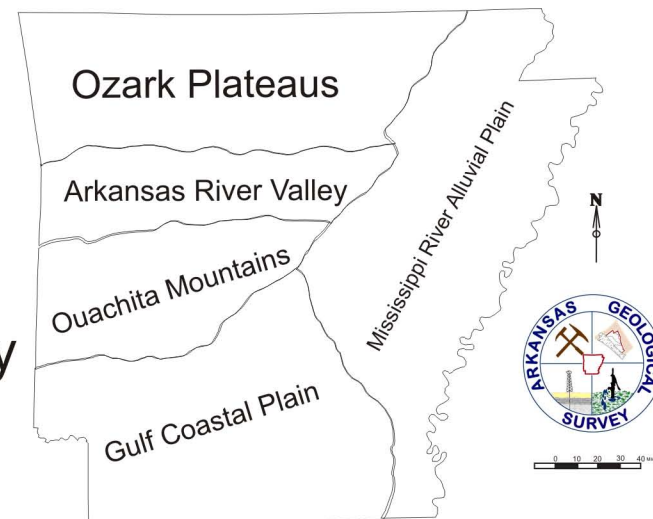 Ozark Plateaus
Arkansas River Valley
Ouachita Mountains
Gulf Coastal Plain
Mississippi River Alluvial Plain
y
N
ARKANSAS GEOLOGICAL SURVEY
0 10 20 30 40